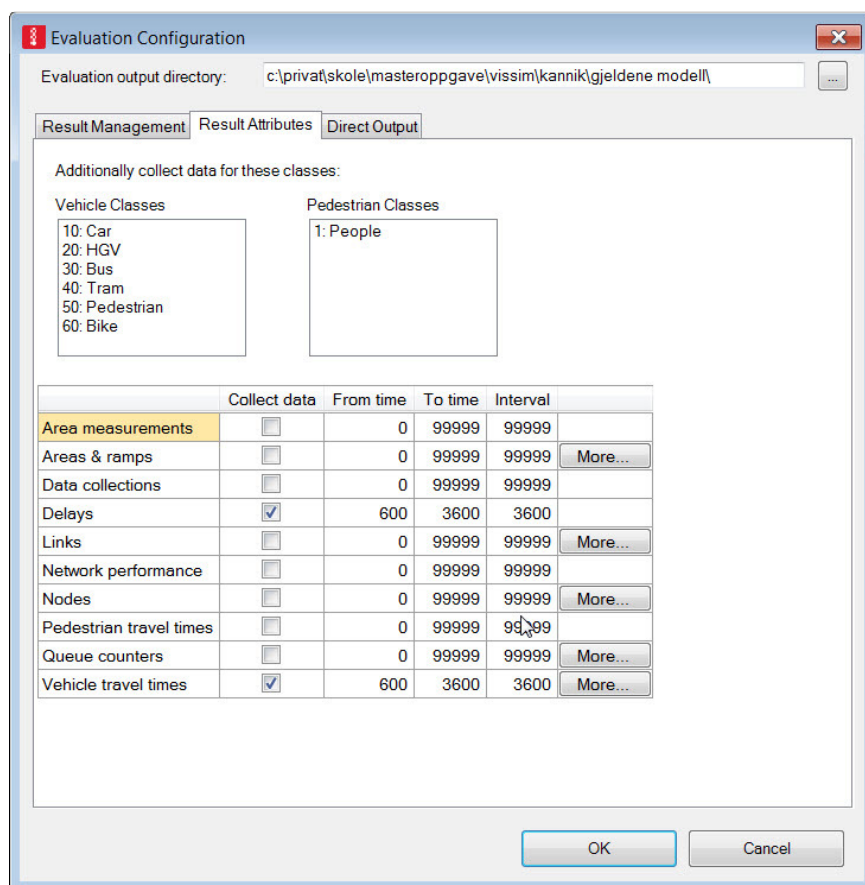 Evaluation Configuration
Evaluation output directory: c:\privat\skole\masteroppgave\vissim\kannik\gjeldene modell\ ...
Result Management Result Attributes Direct Output
Additionally collect data for these classes:
Vehicle Classes Pedestrian Classes
10: Car 1: People
20: HGV
30: Bus
40: Tram
50: Pedestrian
60: Bike
Collect data From time To time Interval
Area measurements 0 99999 99999
Areas & ramps 0 99999 99999 More...
Data collections 0 99999 99999
Delays 600 3600 3600
Links 0 99999 99999 More...
Network performance 0 99999 99999
Nodes 0 99999 99999 More...
Pedestrian travel times 0 99999 99999
Queue counters 0 99999 99999 More...
Vehicle travel times 600 3600 3600 More...
OK Cancel